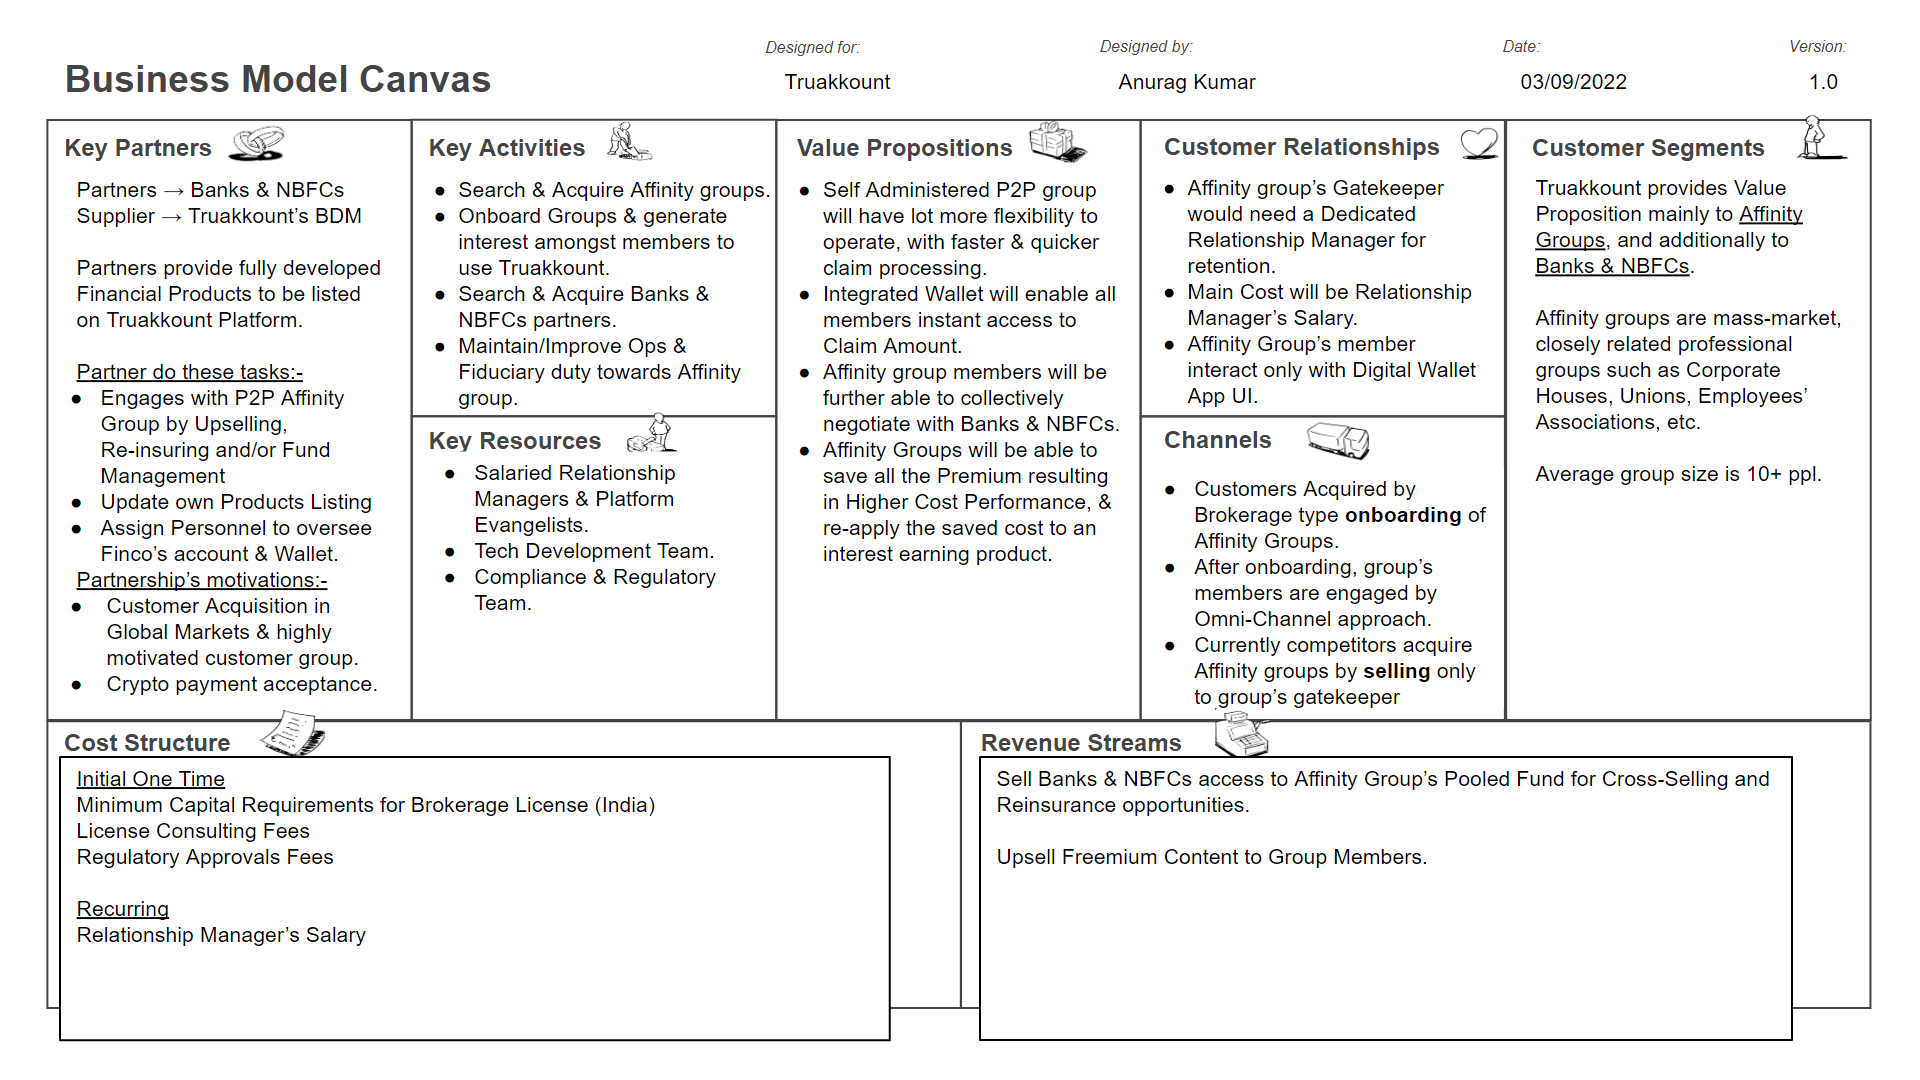 Business Model Canvas
Designed for:
Truakkount
Designed by:
Anurag Kumar
Date:
03/09/2022
Version:
1.0
Key Partners
Partners → Banks & NBFCs
Supplier → Truakkount’s BDM
Partners provide fully developed
Financial Products to be listed
on Truakkount Platform.
Partner do these tasks:-
● Engages with P2P Affinity
Group by Upselling,
Re-insuring and/or Fund
Management
● Update own Products Listing
● Assign Personnel to oversee
Finco’s account & Wallet.
Partnership’s motivations:-
● Customer Acquisition in
Global Markets & highly
motivated customer group.
● Crypto payment acceptance.
Key Activities
● Search & Acquire Affinity groups.
● Onboard Groups & generate
interest amongst members to
use Truakkount.
● Search & Acquire Banks &
NBFCs partners.
● Maintain/Improve Ops &
Fiduciary duty towards Affinity
group.
Key Resources
● Salaried Relationship
Managers & Platform
Evangelists.
● Tech Development Team.
● Compliance & Regulatory
Team.
Value Propositions
● Self Administered P2P group
will have lot more flexibility to
operate, with faster & quicker
claim processing.
● Integrated Wallet will enable all
members instant access to
Claim Amount.
● Affinity group members will be
further able to collectively
negotiate with Banks & NBFCs.
● Affinity Groups will be able to
save all the Premium resulting
in Higher Cost Performance, &
re-apply the saved cost to an
interest earning product.
Customer Relationships
● Affinity group’s Gatekeeper
would need a Dedicated
Relationship Manager for
retention.
● Main Cost will be Relationship
Manager’s Salary.
● Affinity Group’s member
interact only with Digital Wallet
App UI.
Channels
● Customers Acquired by
Brokerage type onboarding of
Affinity Groups.
● After onboarding, group’s
members are engaged by
Omni-Channel approach.
● Currently competitors acquire
Affinity groups by selling only
to group’s gatekeeper
Customer Segments
Truakkount provides Value
Proposition mainly to Affinity
Groups, and additionally to
Banks & NBFCs.
Affinity groups are mass-market,
closely related professional
groups such as Corporate
Houses, Unions, Employees’
Associations, etc.
Average group size is 10+ ppl.
Cost Structure
Initial One Time
Minimum Capital Requirements for Brokerage License (India)
License Consulting Fees
Regulatory Approvals Fees
Recurring
Relationship Manager’s Salary
Revenue Streams
Sell Banks & NBFCs access to Affinity Group’s Pooled Fund for Cross-Selling and
Reinsurance opportunities.
Upsell Freemium Content to Group Members.